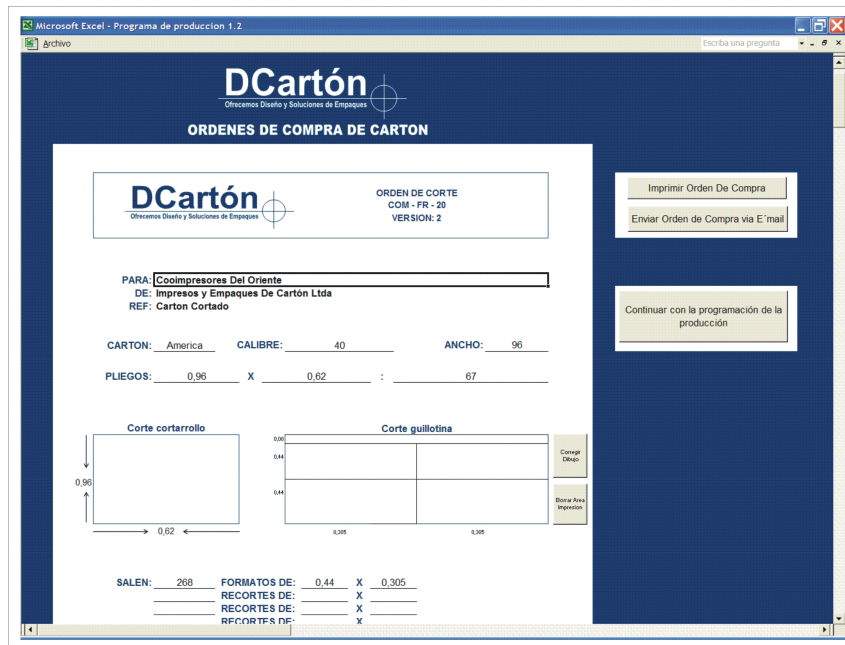 Microsoft Excel - Programa de produccion 1.2
Archivo
Escriba una pregunta
DCartón
Ofrecemos Diseño y Soluciones de Empaques
ORDENES DE COMPRA DE CARTON
DCartón
Ofrecemos Diseño y Soluciones de Empaques
ORDEN DE CORTE
COM - FR - 20
VERSION: 2
Imprimir Orden De Compra
Enviar Orden de Compra via E´mail
PARA: Cooimpresores Del Oriente
DE: Impresos y Empaques De Cartón Ltda
REF: Carton Cortado
Continuar con la programación de la
producción
CARTON: America CALIBRE: 40 ANCHO: 96
PLIEGOS: 0,96 X 0,62 : 67
Corte cortarrollo
Corte guillotina
0,08
0,44
0,44
0,96
0,62
0,305 0,305
Corregir
Dibujo
Borrar Area
Impresion
SALEN: 268 FORMATOS DE: 0,44 X 0,305
RECORTES DE: X
RECORTES DE: X
RECORTES DE: X